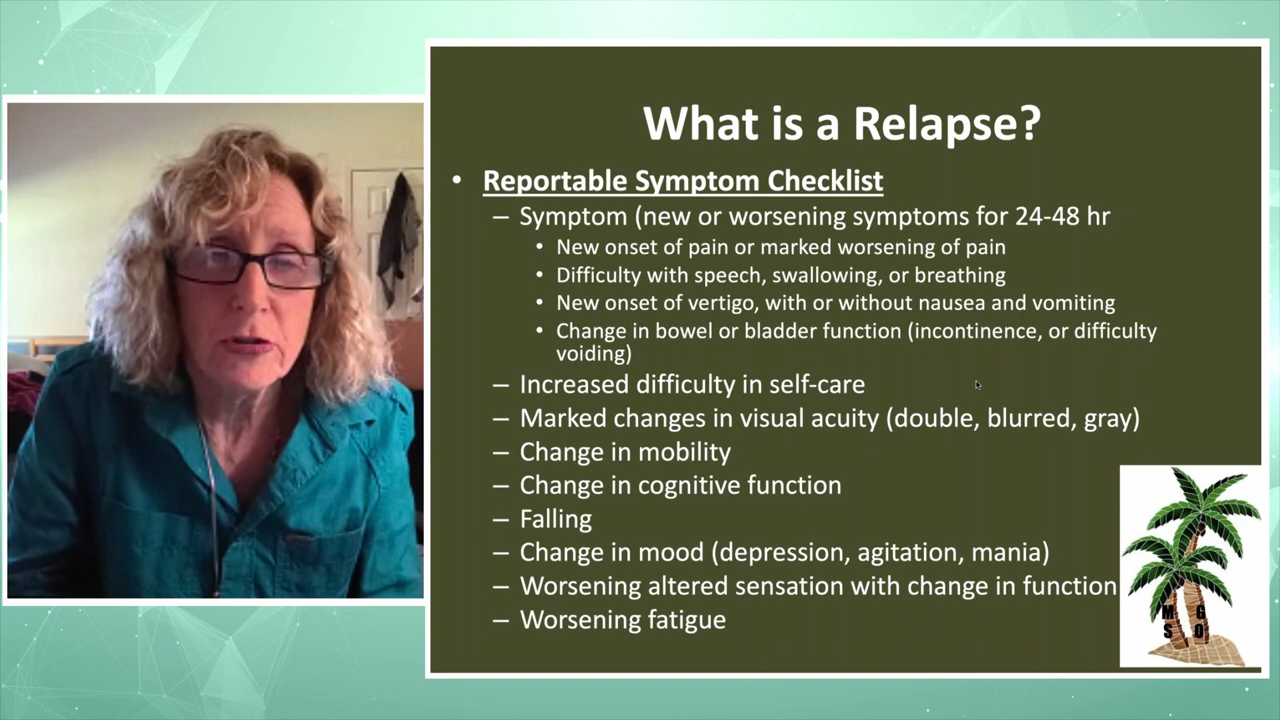 What is a Relapse?
• Reportable Symptom Checklist
– Symptom (new or worsening symptoms for 24-48 hr
• New onset of pain or marked worsening of pain
• Difficulty with speech, swallowing, or breathing
• New onset of vertigo, with or without nausea and vomiting
• Change in bowel or bladder function (incontinence, or difficulty
voiding)
– Increased difficulty in self-care
– Marked changes in visual acuity (double, blurred, gray)
– Change in mobility
– Change in cognitive function
– Falling
– Change in mood (depression, agitation, mania)
– Worsening altered sensation with change in function
– Worsening fatigue
M G
S O